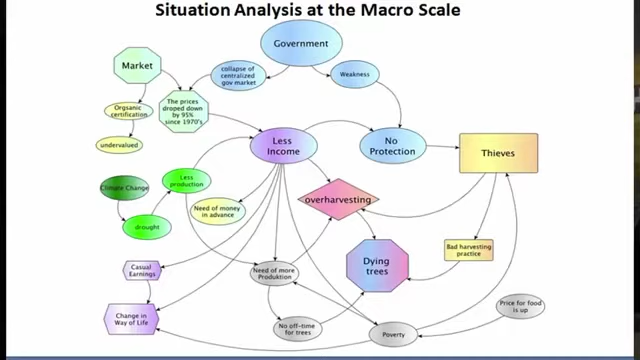 Situation Analysis at the Macro Scale
Government
Market
collapse of
centralized
gov market
Weakness
Orgsanic
certification
The prices
droped down
by 95%
since 1970's
undervalued
Less
Income
No
Protection
Thieves
Climate Change
Less
production
overharvesting
Need of money
in advance
drought
Bad harvesting
practice
Casual
Earnings
Need of more
Produktion
Dying
trees
Change in
Way of Life
No off-time
for trees
Poverty
Price for food
is up